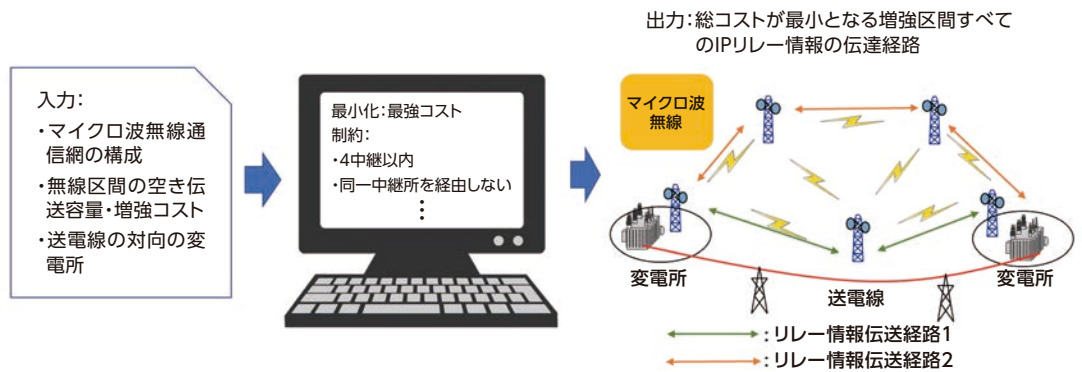 入力:
・マイクロ波無線通
信網の構成
・無線区間の空き伝
送容量・増強コスト
・送電線の対向の変
電所
最小化:最強コスト
制約:
・4中継以内
・同一中継所を経由しない
⋮
出力:総コストが最小となる増強区間すべて
のIPリレー情報の伝達経路
マイクロ波
無線
変電所
送電線
変電所
:リレー情報伝送経路1
:リレー情報伝送経路2